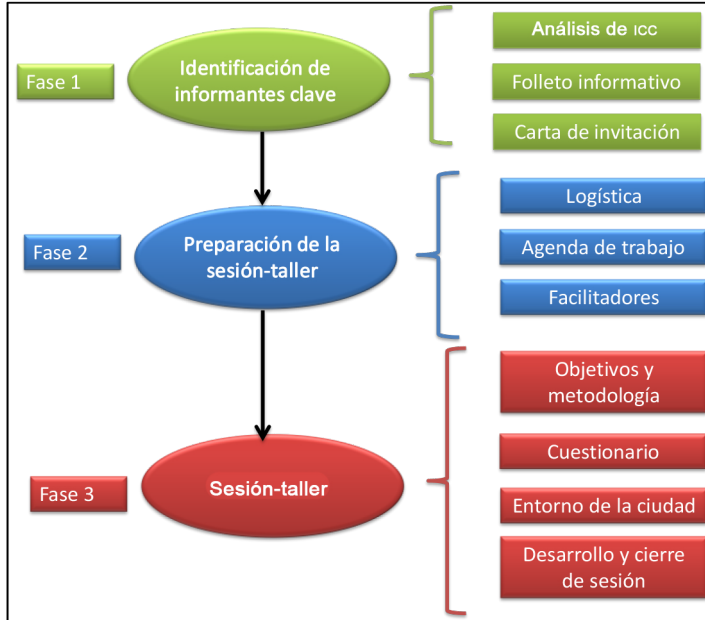 Fase 1
Identificación de
informantes clave
Análisis de ICC
Folleto informativo
Carta de invitación
Fase 2
Preparación de la
sesión-taller
Logística
Agenda de trabajo
Facilitadores
Fase 3
Sesión-taller
Objetivos y
metodología
Cuestionario
Entorno de la ciudad
Desarrollo y cierre
de sesión